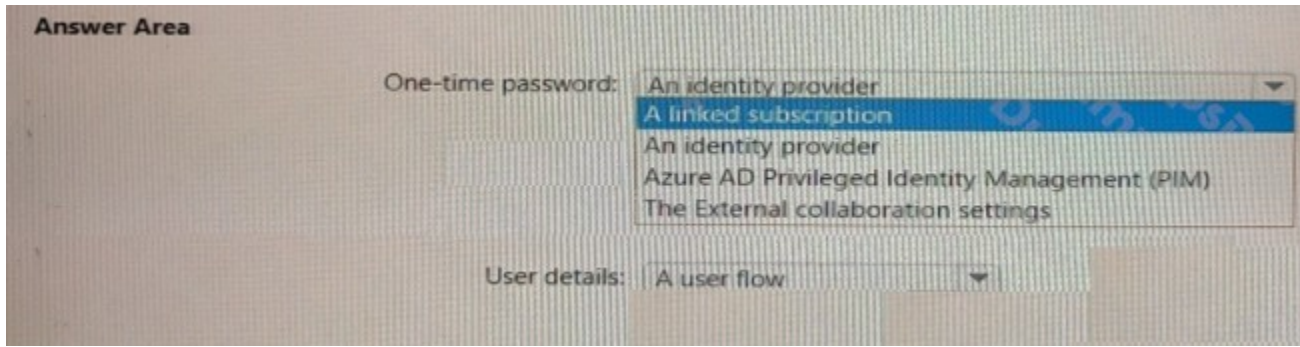 Answer Area
One-time password: An identity provider
A linked subscription
An identity provider
Azure AD Privileged Identity Management (PIM)
The External collaboration settings
User details: A user flow